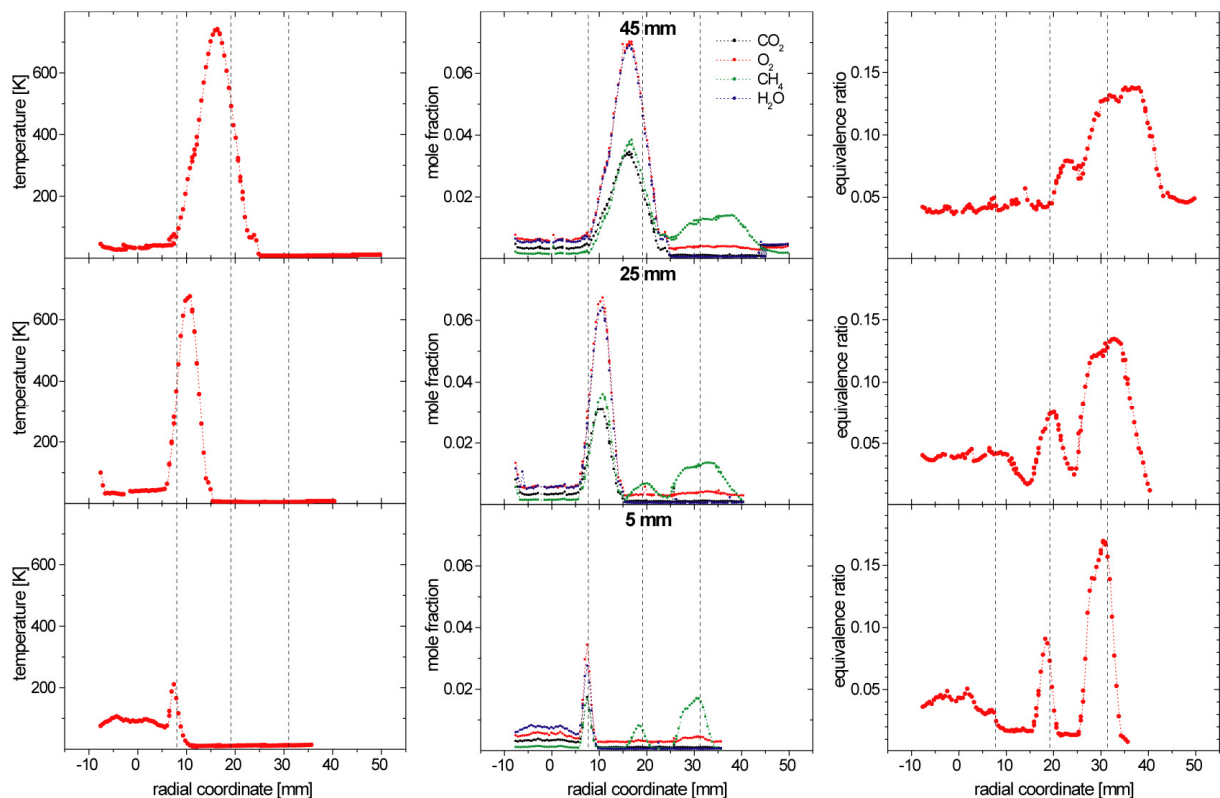 45 mm
CO2
O2
CH4
H2O
temperature [K]
600
400
200
mole fraction
0.06
0.04
0.02
equivalence ratio
0.15
0.10
0.05
25 mm
temperature [K]
600
400
200
mole fraction
0.06
0.04
0.02
equivalence ratio
0.15
0.10
0.05
5 mm
temperature [K]
600
400
200
mole fraction
0.06
0.04
0.02
equivalence ratio
0.15
0.10
0.05
-10 0 10 20 30 40 50
-10 0 10 20 30 40 50
-10 0 10 20 30 40 50
radial coordinate [mm]
radial coordinate [mm]
radial coordinate [mm]